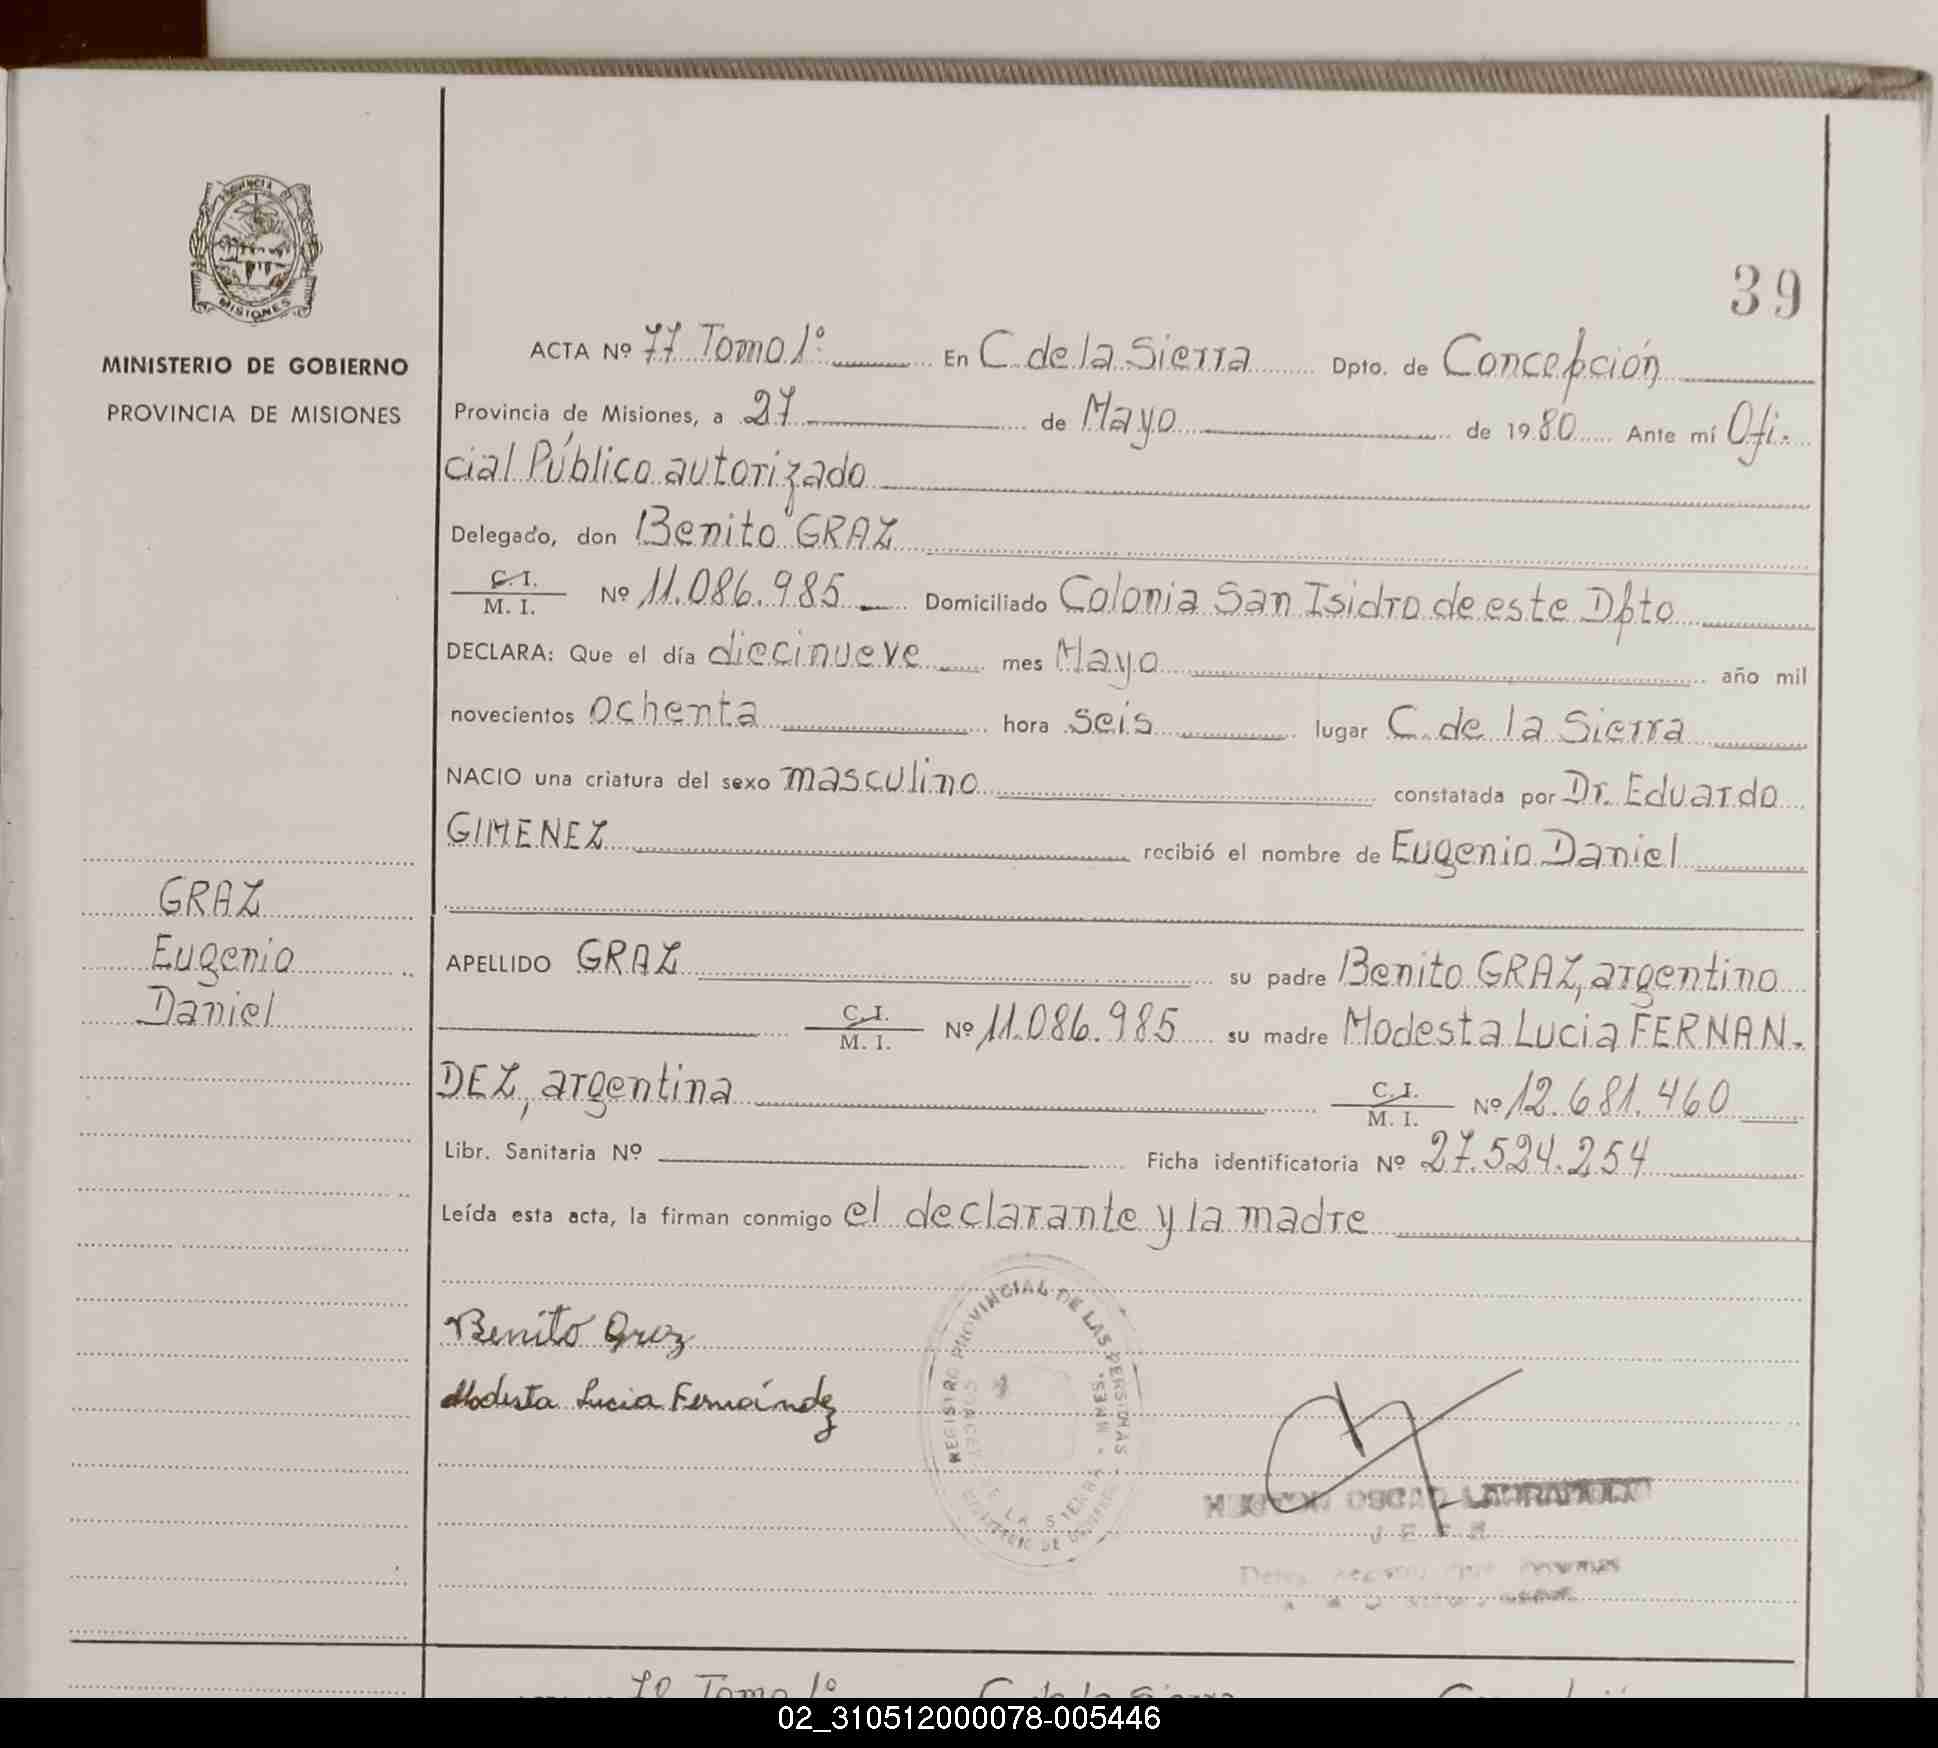 39
MINISTERIO DE GOBIERNO
PROVINCIA DE MISIONES
ACTA Nº 77 Tomo 1º En C. de la Sierra Dpto. de Concepción
Provincia de Misiones, a 27 de Mayo de 1980 Ante mí Ofi-
cial Público autorizado
Delegado, don Benito GRAZ
C. I.
M. I. Nº 11.086.985 Domiciliado Colonia San Isidro de este Dpto
DECLARA: Que el día diecinueve mes Mayo año mil
novecientos ochenta hora seis lugar C. de la Sierra
NACIO una criatura del sexo masculino constatada por Dr. Eduardo
GIMENEZ recibió el nombre de Eugenio Daniel
GRAZ
Eugenio
Daniel
APELLIDO GRAZ su padre Benito GRAZ, argentino
C. I.
M. I. Nº 11.086.985 su madre Modesta Lucia FERNAN-
DEZ, argentina C. I.
M. I. Nº 12.681.460
Libr. Sanitaria Nº Ficha identificatoria Nº 27.524.254
Leída esta acta, la firman conmigo el declarante y la madre
Benito Graz
Modesta Lucia Fernández
REGISTRO PROVINCIAL DE LAS PERSONAS
LA SIERRA
MNES.
JEFE
Tomo 1º
02_310512000078-005446